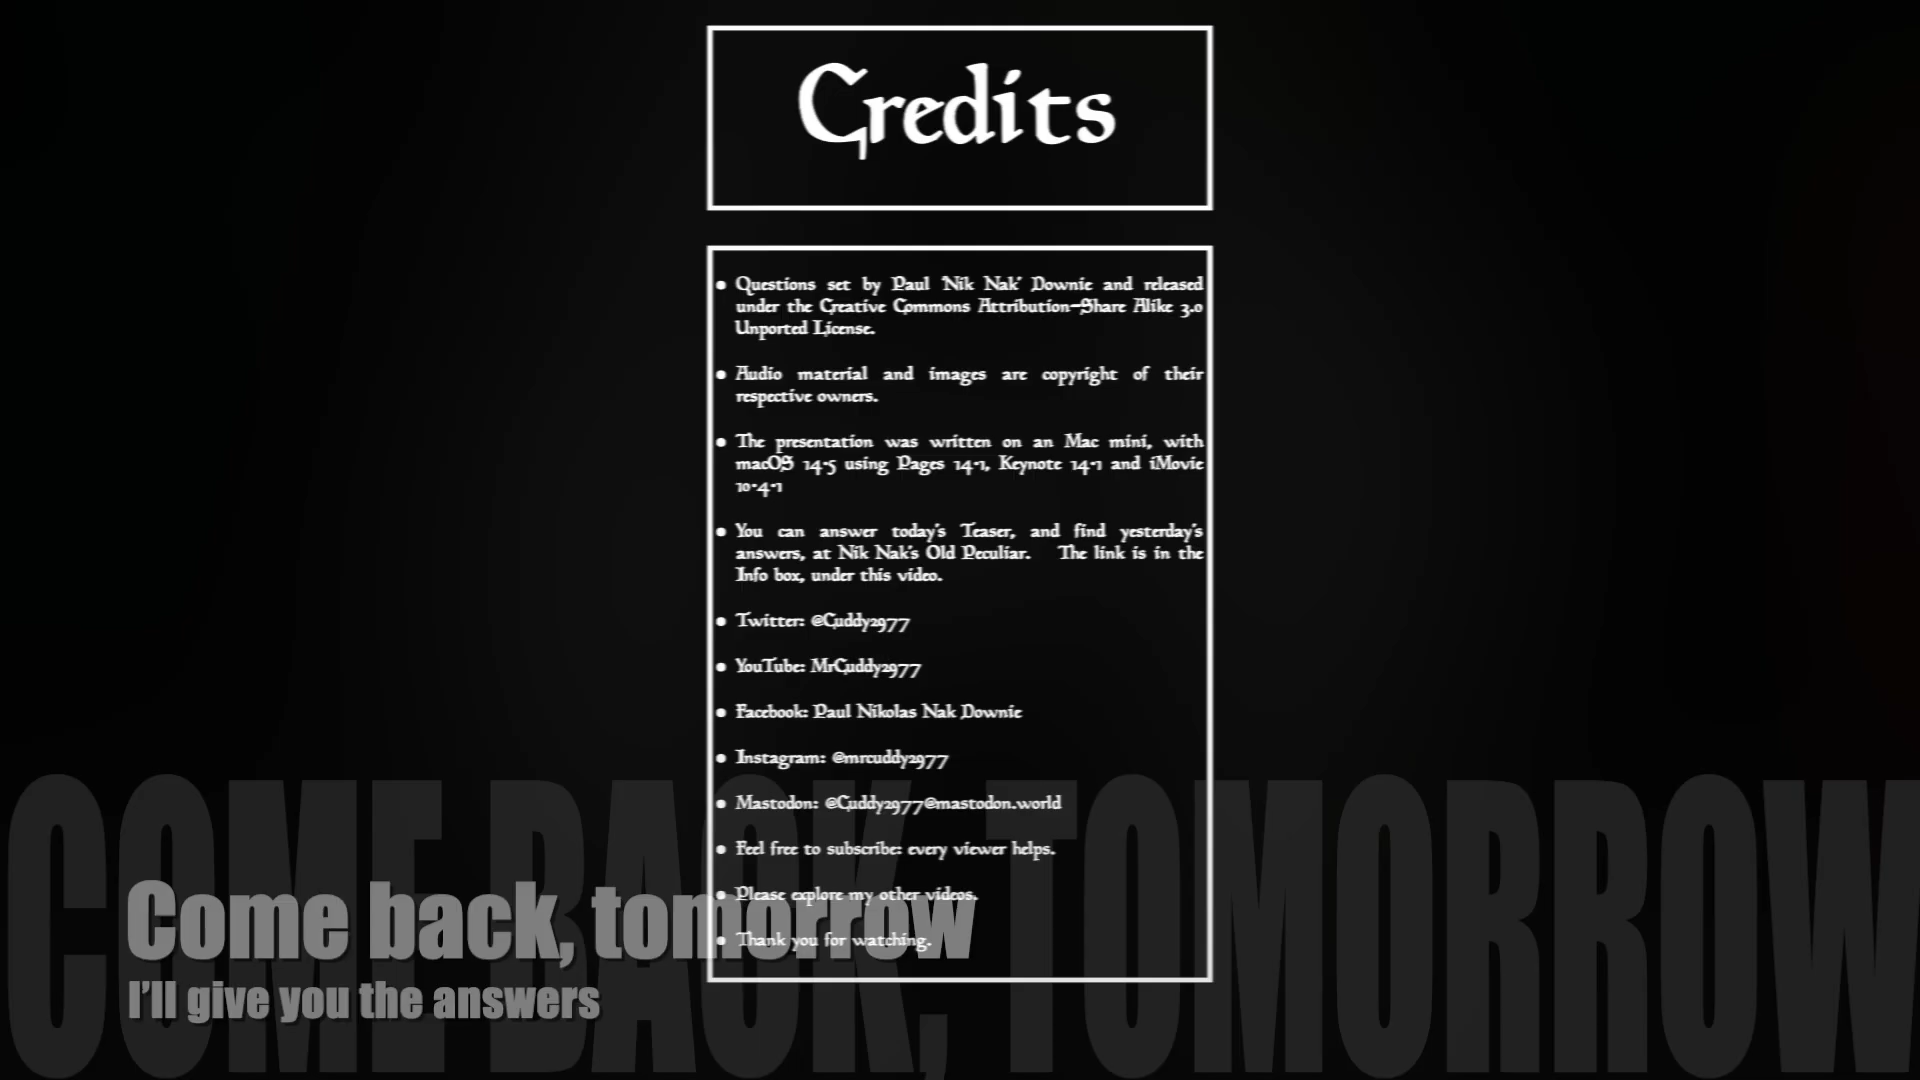 Credits
• Questions set by Paul 'Nik Nak' Downie and released
under the Creative Commons Attribution-Share Alike 3.0
Unported License.
• Audio material and images are copyright of their
respective owners.
• The presentation was written on an Mac mini, with
macOS 14·5 using Pages 14·1, Keynote 14·1 and iMovie
10·4·1
• You can answer today's Teaser, and find yesterday's
answers, at Nik Nak's Old Peculiar. The link is in the
Info box, under this video.
• Twitter: @Cuddy2977
• YouTube: MrCuddy2977
• Facebook: Paul Nikolas Nak Downie
• Instagram: @mrcuddy2977
• Mastodon: @Cuddy2977@mastodon.world
• Feel free to subscribe: every viewer helps.
• Please explore my other videos.
• Thank you for watching.
COME BACK, TOMORROW
Come back, tomorrow
I'll give you the answers